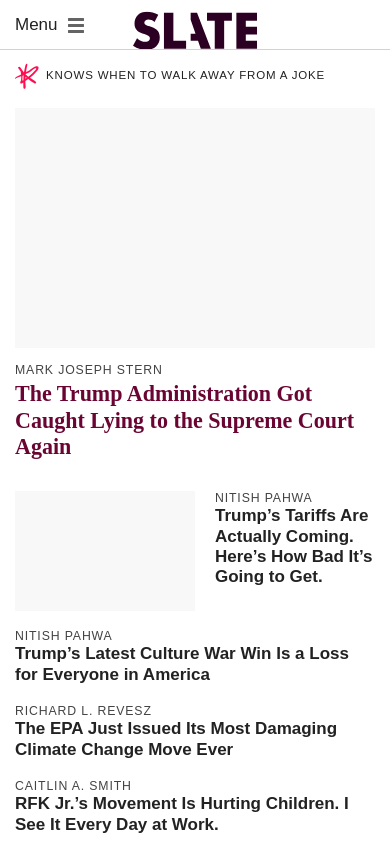 Menu
SLATE
KNOWS WHEN TO WALK AWAY FROM A JOKE
MARK JOSEPH STERN
The Trump Administration Got
Caught Lying to the Supreme Court
Again
NITISH PAHWA
Trump’s Tariffs Are
Actually Coming.
Here’s How Bad It’s
Going to Get.
NITISH PAHWA
Trump’s Latest Culture War Win Is a Loss
for Everyone in America
RICHARD L. REVESZ
The EPA Just Issued Its Most Damaging
Climate Change Move Ever
CAITLIN A. SMITH
RFK Jr.’s Movement Is Hurting Children. I
See It Every Day at Work.